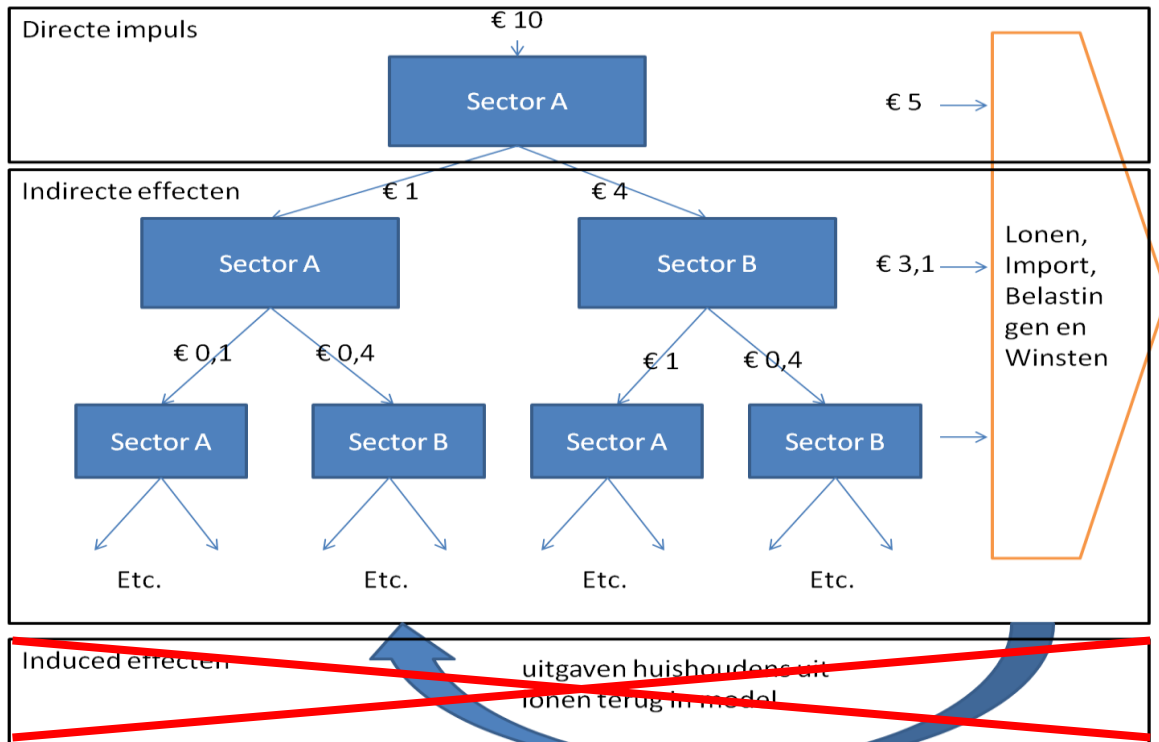 Directe impuls
€ 10
Sector A
€ 5
Indirecte effecten
€ 1
€ 4
Sector A
Sector B
€ 3,1
Lonen,
Import,
Belastin
gen en
Winsten
€ 0,1
€ 0,4
€ 1
€ 0,4
Sector A
Sector B
Sector A
Sector B
Etc.
Etc.
Etc.
Etc.
Induced effecten
uitgaven huishoudens uit
lonen terug in model